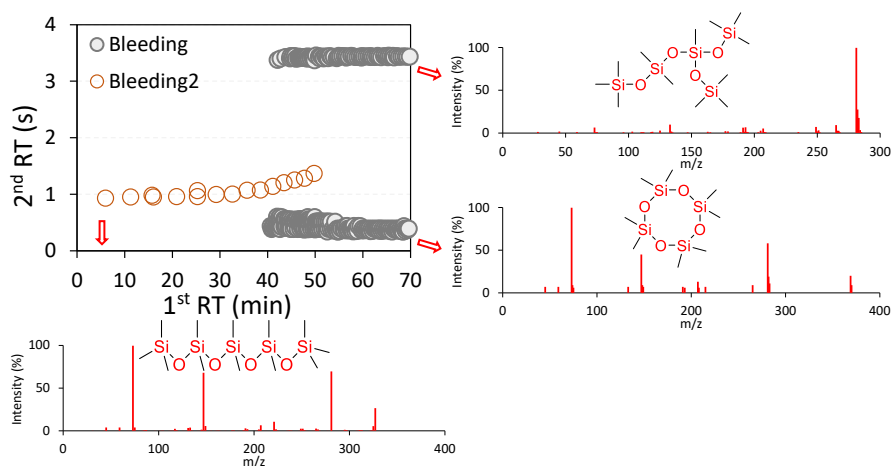 4
3
2
1
0
2nd RT (s)
Bleeding
Bleeding2
0 10 20 30 40 50 60 70
1st RT (min)
100
50
0
Intensity (%)
0 50 100 150 200 250 300
m/z
Si O Si O Si O Si O Si
100
50
0
Intensity (%)
0 100 200 300 400
m/z
Si O Si O Si O Si O
100
50
0
Intensity (%)
0 100 200 300 400
m/z
Si O Si O Si O Si O Si